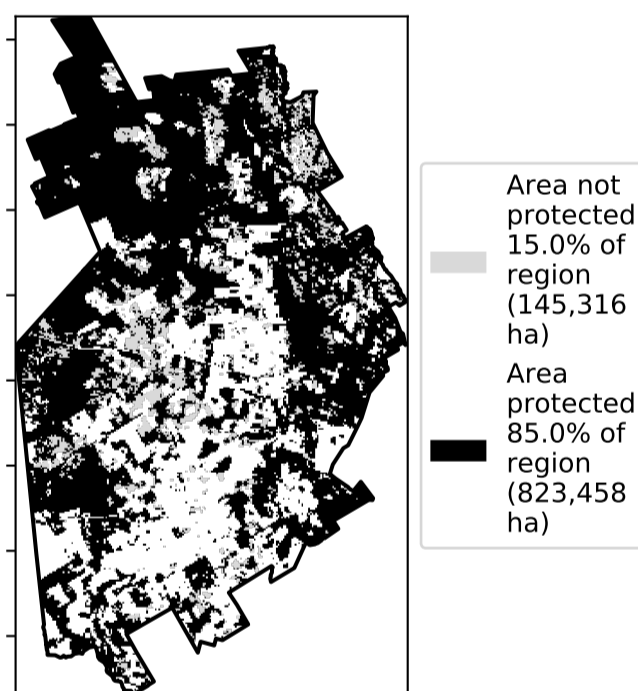 Area not
protected
15.0% of
region
(145,316
ha)
Area
protected
85.0% of
region
(823,458
ha)